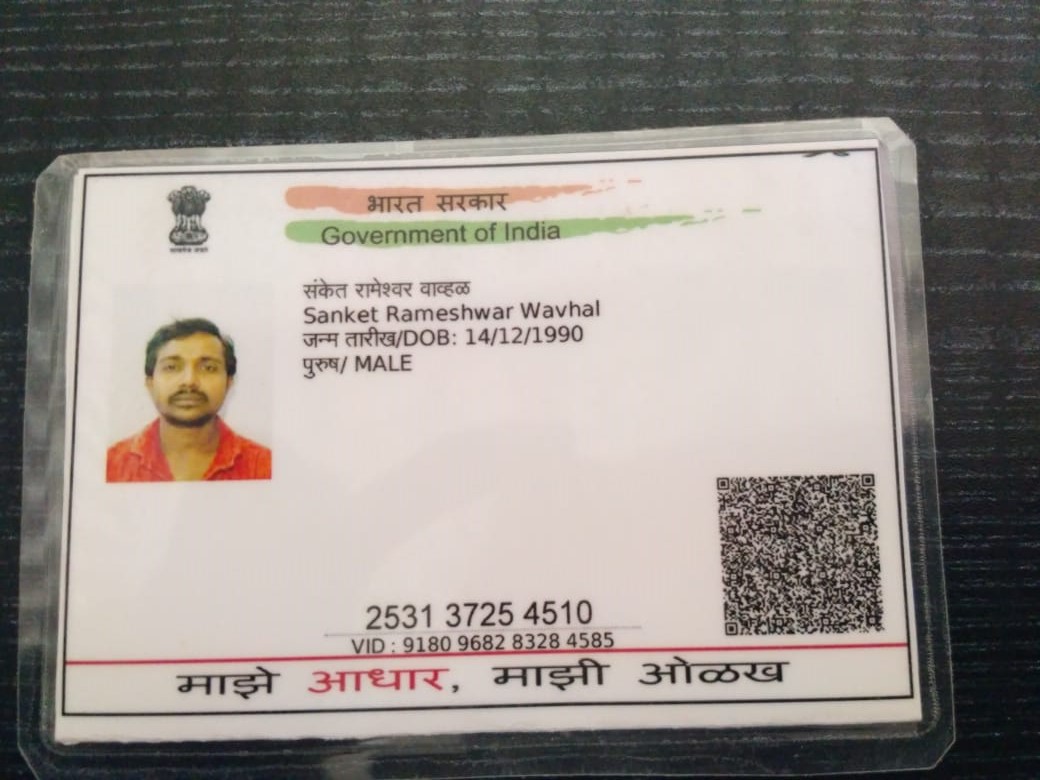 भारत सरकार
Government of India
संकेत रामेश्वर वाव्हळ
Sanket Rameshwar Wavhal
जन्म तारीख/DOB: 14/12/1990
पुरुष/ MALE
2531 3725 4510
VID : 9180 9682 8328 4585
माझे आधार, माझी ओळख